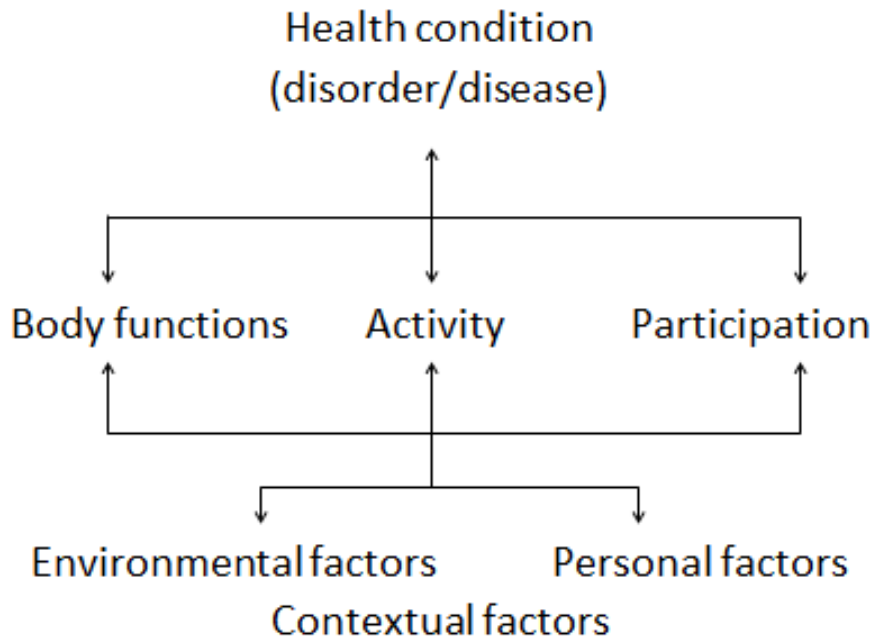 Health condition
(disorder/disease)
Body functions Activity Participation
Environmental factors Personal factors
Contextual factors